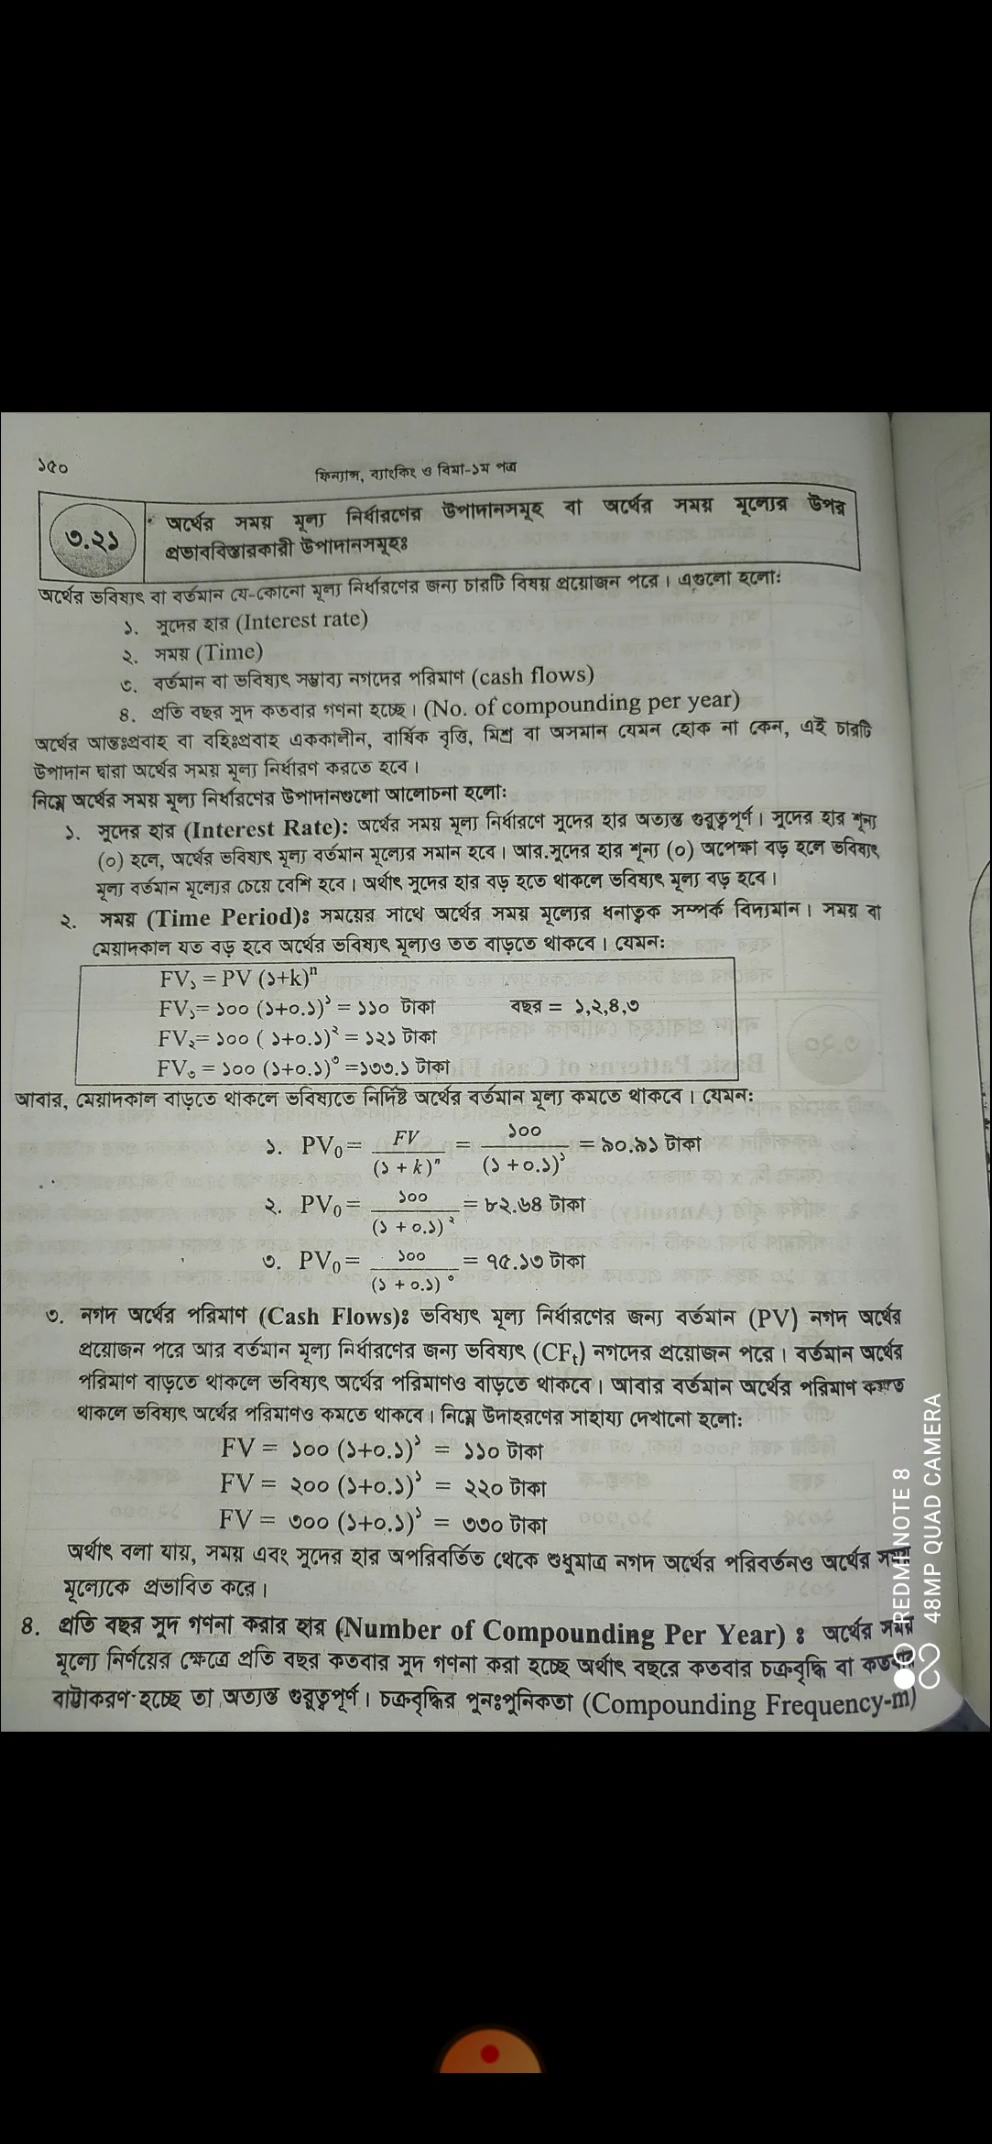 ১৫০
ফিন্যান্স, ব্যাংকিং ও বিমা-১ম পত্র
৩.২১
অর্থের সময় মূল্য নির্ধারণের উপাদানসমূহ বা অর্থের সময় মূল্যের উপর
প্রভাববিস্তারকারী উপাদানসমূহঃ
অর্থের ভবিষ্যৎ বা বর্তমান যে-কোনো মূল্য নির্ধারণের জন্য চারটি বিষয় প্রয়োজন পরে। এগুলো হলো:
১. সুদের হার (Interest rate)
২. সময় (Time)
৩. বর্তমান বা ভবিষ্যৎ সম্ভাব্য নগদের পরিমাণ (cash flows)
৪. প্রতি বছর সুদ কতবার গণনা হচ্ছে। (No. of compounding per year)
অর্থের আন্তঃপ্রবাহ বা বহিঃপ্রবাহ এককালীন, বার্ষিক বৃত্তি, মিশ্র বা অসমান যেমন হোক না কেন, এই চারটি
উপাদান দ্বারা অর্থের সময় মূল্য নির্ধারণ করতে হবে।
নিম্নে অর্থের সময় মূল্য নির্ধারণের উপাদানগুলো আলোচনা হলো:
১. সুদের হার (Interest Rate): অর্থের সময় মূল্য নির্ধারণে সুদের হার অত্যন্ত গুরুত্বপূর্ণ। সুদের হার শূন্য
(০) হলে, অর্থের ভবিষ্যৎ মূল্য বর্তমান মূল্যের সমান হবে। আর সুদের হার শূন্য (০) অপেক্ষা বড় হলে ভবিষ্যৎ
মূল্য বর্তমান মূল্যের চেয়ে বেশি হবে। অর্থাৎ সুদের হার বড় হতে থাকলে ভবিষ্যৎ মূল্য বড় হবে।
২. সময় (Time Period)ঃ সময়ের সাথে অর্থের সময় মূল্যের ধনাত্নক সম্পর্ক বিদ্যমান। সময় বা
মেয়াদকাল যত বড় হবে অর্থের ভবিষ্যৎ মূল্যও তত বাড়তে থাকবে। যেমন:
FV₁ = PV (১+k)ⁿ
FV₁= ১০০ (১+০.১)^১ = ১১০ টাকা বছর = ১,২,৪,৩
FV₂= ১০০ ( ১+০.১)^২ = ১২১ টাকা
FV₃ = ১০০ (১+০.১)^৩ =১৩৩.১ টাকা
আবার, মেয়াদকাল বাড়তে থাকলে ভবিষ্যতে নির্দিষ্ট অর্থের বর্তমান মূল্য কমতে থাকবে। যেমন:
১. PV₀ = FV / (১ + k)ⁿ = ১০০ / (১ + ০.১)^১ = ৯০.৯১ টাকা
২. PV₀ = ১০০ / (১ + ০.১)^২ = ৮২.৬৪ টাকা
৩. PV₀ = ১০০ / (১ + ০.১)^৩ = ৭৫.১৩ টাকা
৩. নগদ অর্থের পরিমাণ (Cash Flows)ঃ ভবিষ্যৎ মূল্য নির্ধারণের জন্য বর্তমান (PV) নগদ অর্থের
প্রয়োজন পরে আর বর্তমান মূল্য নির্ধারণের জন্য ভবিষ্যৎ (CFₜ) নগদের প্রয়োজন পরে। বর্তমান অর্থের
পরিমাণ বাড়তে থাকলে ভবিষ্যৎ অর্থের পরিমাণও বাড়তে থাকবে। আবার বর্তমান অর্থের পরিমাণ কমতে
থাকলে ভবিষ্যৎ অর্থের পরিমাণও কমতে থাকবে। নিম্নে উদাহরণের সাহায্য দেখানো হলো:
FV = ১০০ (১+০.১)^১ = ১১০ টাকা
FV = ২০০ (১+০.১)^১ = ২২০ টাকা
FV = ৩০০ (১+০.১)^১ = ৩৩০ টাকা
অর্থাৎ বলা যায়, সময় এবং সুদের হার অপরিবর্তিত থেকে শুধুমাত্র নগদ অর্থের পরিবর্তনও অর্থের সময়
মূল্যেকে প্রভাবিত করে।
৪. প্রতি বছর সুদ গণনা করার হার (Number of Compounding Per Year) ঃ অর্থের সময়
মূল্যে নির্ণয়ের ক্ষেত্রে প্রতি বছর কতবার সুদ গণনা করা হচ্ছে অর্থাৎ বছরে কতবার চক্রবৃদ্ধি বা কতবার
বাট্টাকরণ হচ্ছে তা অত্যন্ত গুরুত্বপূর্ণ। চক্রবৃদ্ধির পুনঃপুনিকতা (Compounding Frequency-m)
REDMI NOTE 8
48MP QUAD CAMERA